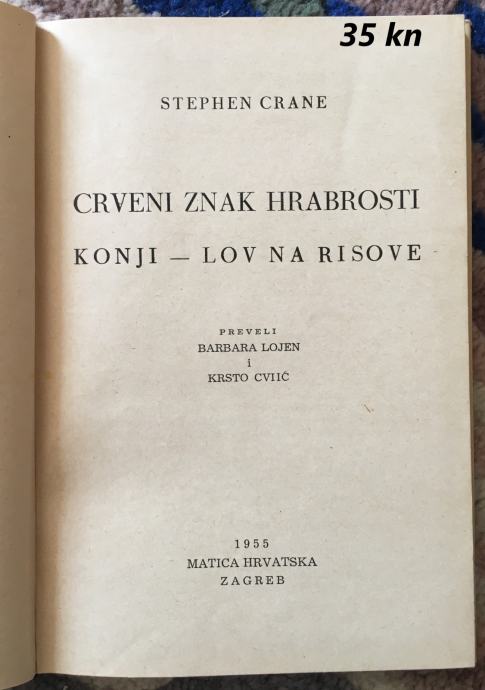 35 kn
STEPHEN CRANE
CRVENI ZNAK HRABROSTI
KONJI — LOV NA RISOVE
PREVELI
BARBARA LOJEN
i
KRSTO CVIIĆ
1955
MATICA HRVATSKA
ZAGREB